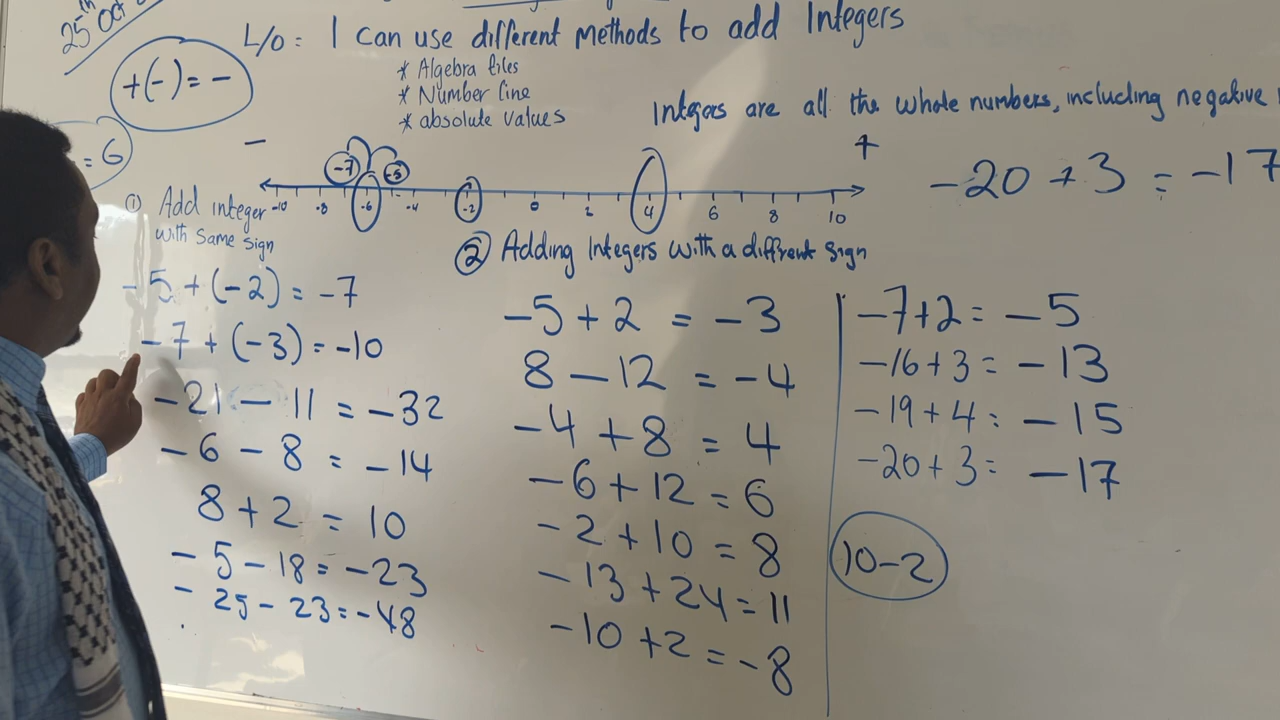 25th Oct
L/o = I can use different Methods to add Integers
* Algebra tiles
* Number line
* absolute values
+(-) = -
= 6
Integers are all the whole numbers, including negative
- +
-7 -5
-10 -8 -6 -4 -2 0 2 4 6 8 10
-20 + 3 = -17
① Add integer
with same sign
-5 + (-2) = -7
-7 + (-3) = -10
-21 - 11 = -32
-6 - 8 = -14
8 + 2 = 10
-5 - 18 = -23
-25 - 23 = -48
② Adding Integers with a different sign
-5 + 2 = -3
8 - 12 = -4
-4 + 8 = 4
-6 + 12 = 6
-2 + 10 = 8
-13 + 24 = 11
-10 + 2 = -8
-7 + 2 = -5
-16 + 3 = -13
-19 + 4 = -15
-20 + 3 = -17
10 - 2